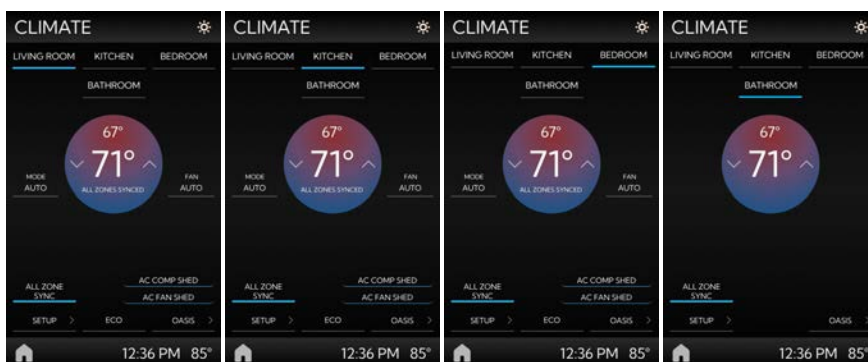 CLIMATE
LIVING ROOM KITCHEN BEDROOM
BATHROOM
67°
71°
ALL ZONES SYNCED
MODE
AUTO
FAN
AUTO
ALL ZONE
SYNC
AC COMP SHED
AC FAN SHED
SETUP > ECO OASIS >
12:36 PM 85°
CLIMATE
LIVING ROOM KITCHEN BEDROOM
BATHROOM
67°
71°
ALL ZONES SYNCED
MODE
AUTO
FAN
AUTO
ALL ZONE
SYNC
AC COMP SHED
AC FAN SHED
SETUP > ECO OASIS >
12:36 PM 85°
CLIMATE
LIVING ROOM KITCHEN BEDROOM
BATHROOM
67°
71°
ALL ZONES SYNCED
MODE
AUTO
FAN
AUTO
ALL ZONE
SYNC
AC COMP SHED
AC FAN SHED
SETUP > ECO OASIS >
12:36 PM 85°
CLIMATE
LIVING ROOM KITCHEN BEDROOM
BATHROOM
67°
71°
ALL ZONE
SYNC
SETUP > OASIS >
12:36 PM 85°